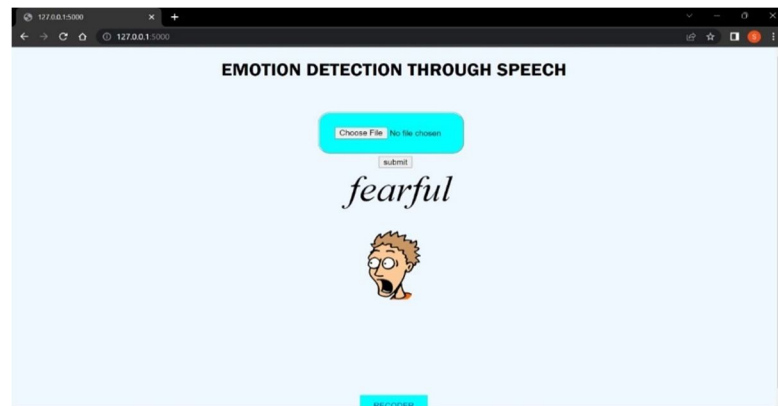 127.0.0.1:5000
127.0.0.1:5000
EMOTION DETECTION THROUGH SPEECH
Choose File No file chosen
submit
fearful